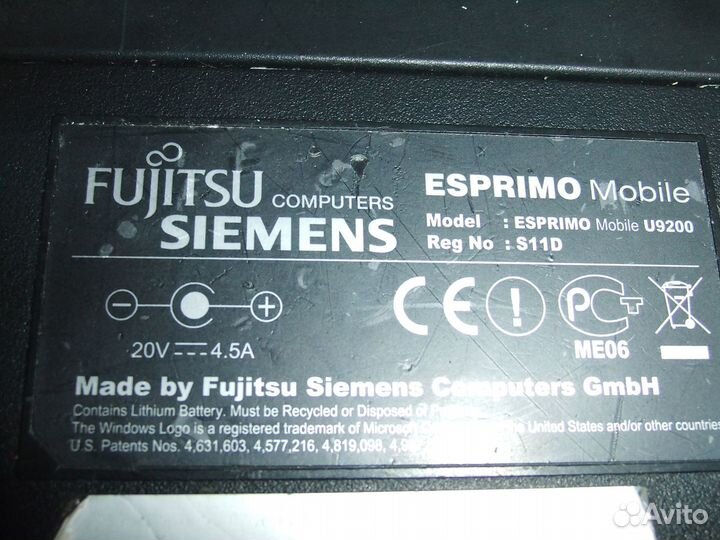 FUJITSU COMPUTERS
SIEMENS
ESPRIMO Mobile
Model : ESPRIMO Mobile U9200
Reg No : S11D
20V 4.5A
CE
ME06
Made by Fujitsu Siemens Computers GmbH
Contains Lithium Battery. Must be Recycled or Disposed of
The Windows Logo is a registered trademark of Microsoft United States and/or other countries
U.S. Patents Nos. 4,631,603, 4,577,216, 4,819,098,
Avito